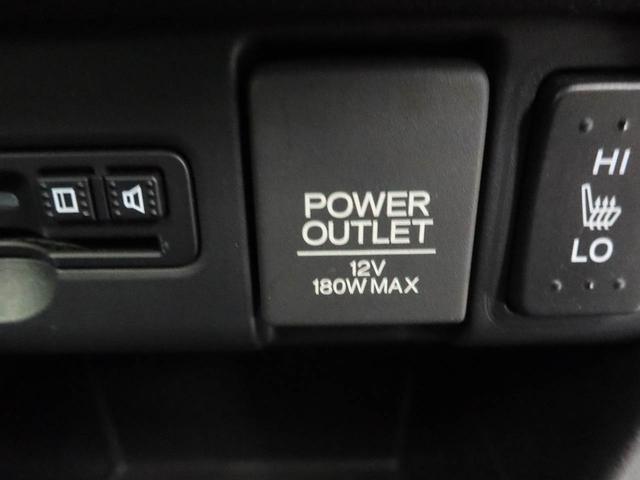 POWER
OUTLET
12V
180W MAX
HI
LO